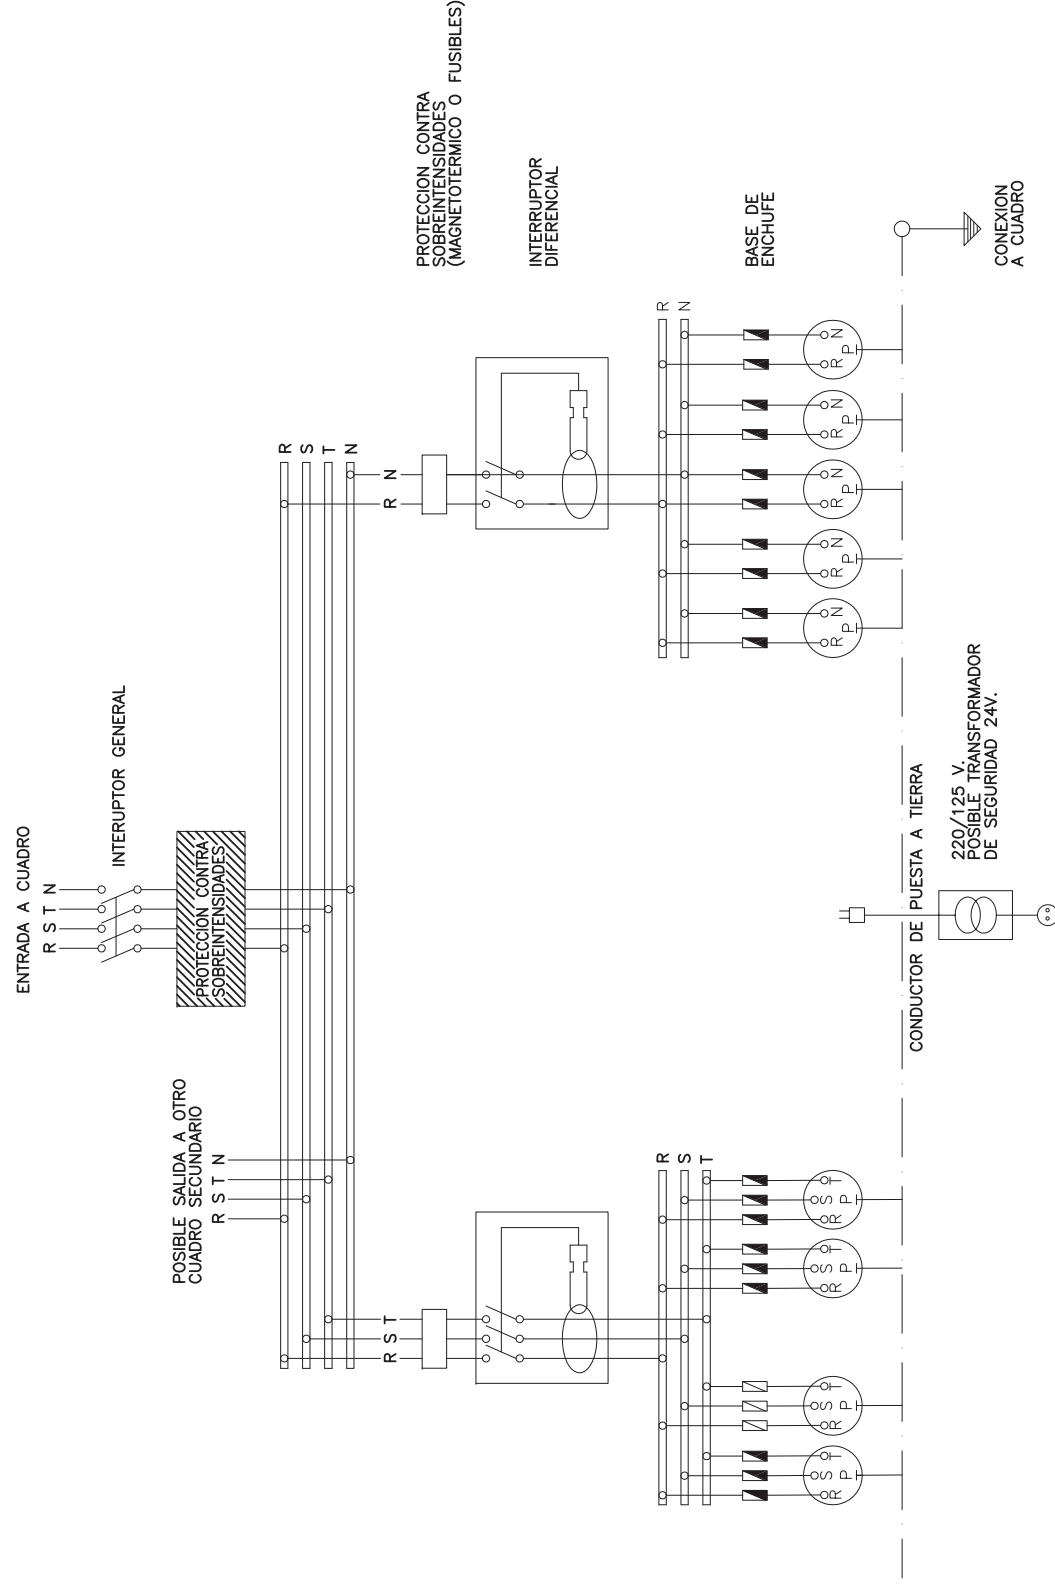 ENTRADA A CUADRO
R S T N
INTERUPTOR GENERAL
PROTECCION CONTRA
SOBREINTENSIDADES
POSIBLE SALIDA A OTRO
CUADRO SECUNDARIO
R S T N
R
S
T
N
R S T
R N
PROTECCION CONTRA
SOBREINTENSIDADES
(MAGNETOTERMICO O FUSIBLES)
INTERRUPTOR
DIFERENCIAL
R
S
T
R
N
BASE DE
ENCHUFE
R S T
P
R S T
P
R S T
P
R S T
P
R N
P
R N
P
R N
P
R N
P
R N
P
CONDUCTOR DE PUESTA A TIERRA
220/125 V.
POSIBLE TRANSFORMADOR
DE SEGURIDAD 24V.
CONEXION
A CUADRO